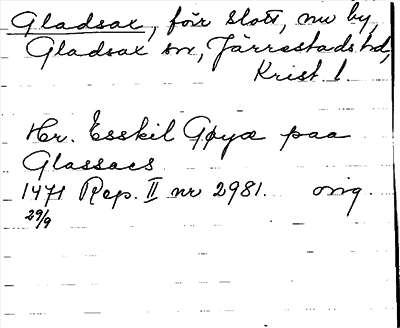 Gladsax, förr slott, nu by,
Gladsax sn, Järrestads hd,
Krist. l.
Hr. Esskil Gøyæ paa
Glassacs
1471 Rep. II nr 2981. orig.
29/9